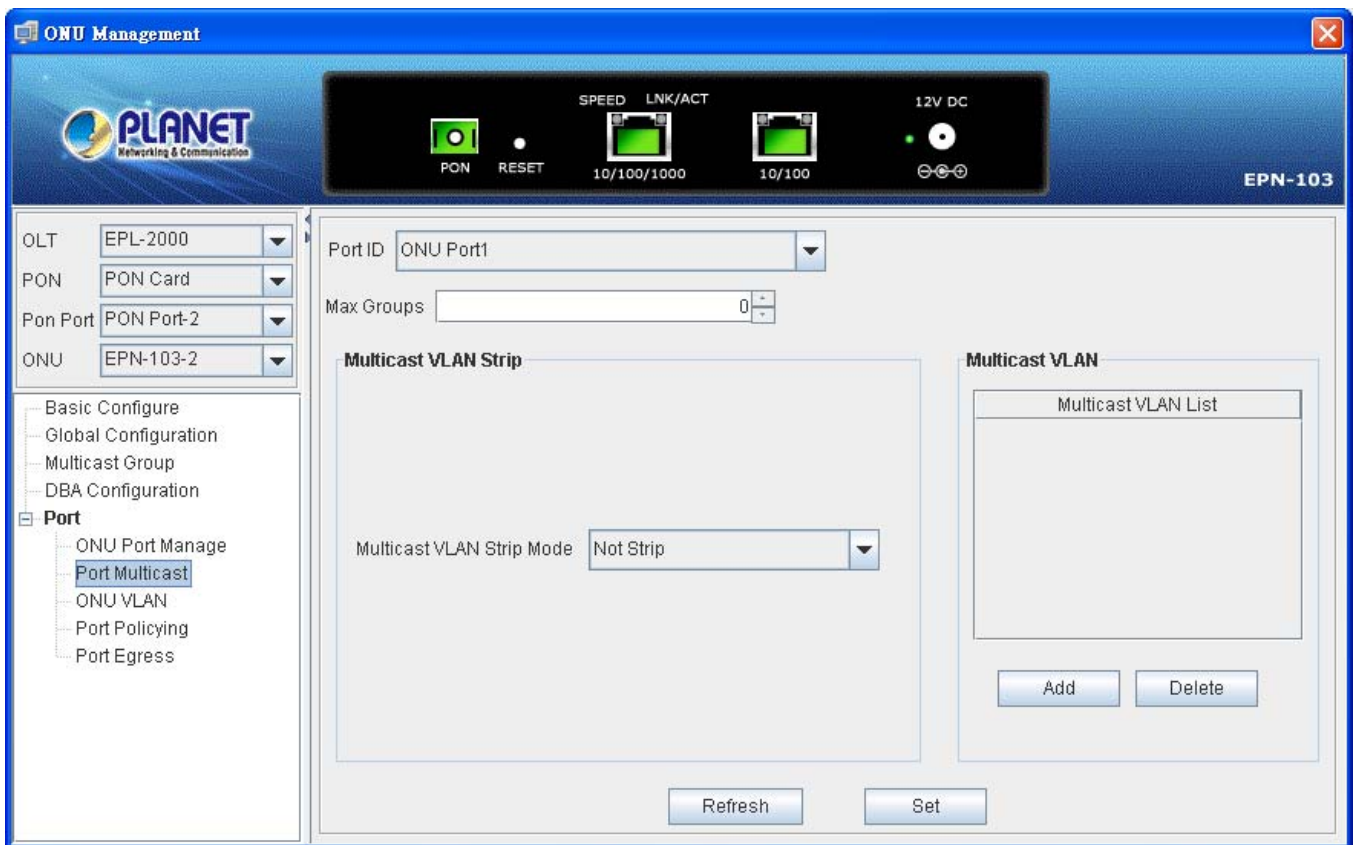 ONU Management
PLANET
Networking & Communication
SPEED LNK/ACT
12V DC
PON RESET 10/100/1000 10/100
EPN-103
OLT EPL-2000
PON PON Card
Pon Port PON Port-2
ONU EPN-103-2
Basic Configure
Global Configuration
Multicast Group
DBA Configuration
Port
ONU Port Manage
Port Multicast
ONU VLAN
Port Policying
Port Egress
Port ID ONU Port1
Max Groups 0
Multicast VLAN Strip
Multicast VLAN Strip Mode Not Strip
Multicast VLAN
Multicast VLAN List
Add Delete
Refresh Set